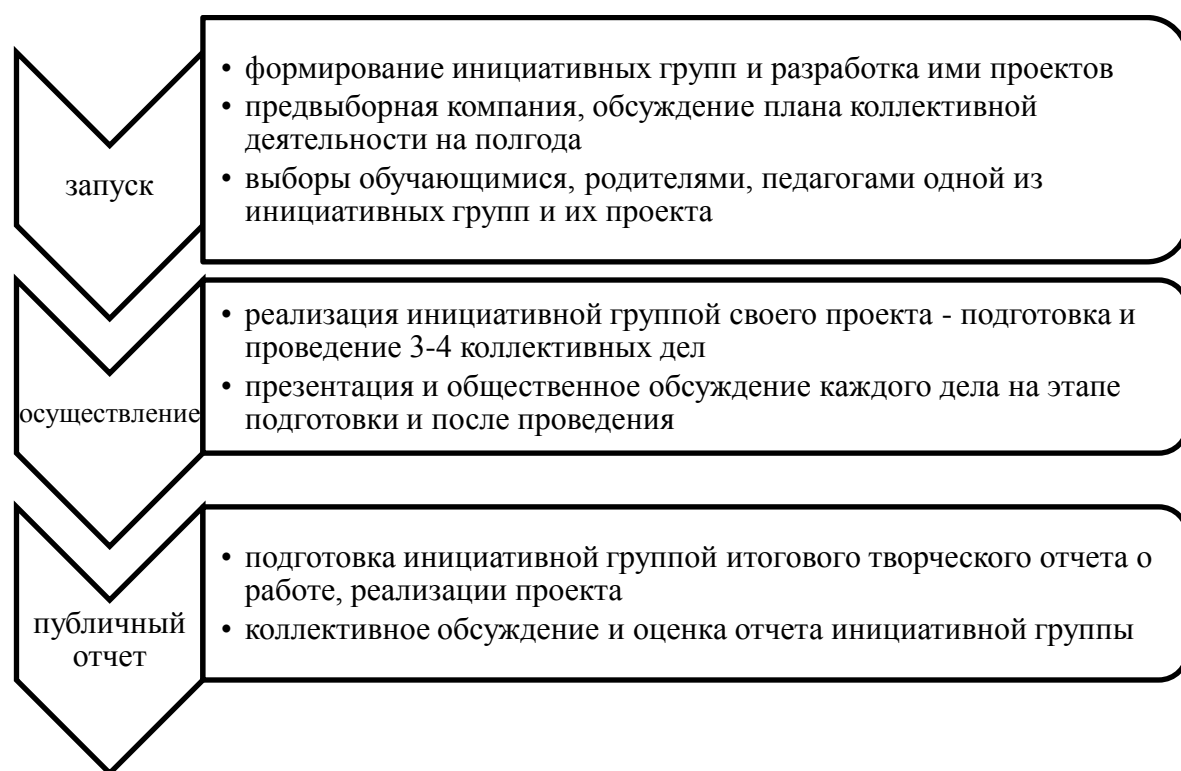 запуск
• формирование инициативных групп и разработка ими проектов
• предвыборная компания, обсуждение плана коллективной
деятельности на полгода
• выборы обучающимися, родителями, педагогами одной из
инициативных групп и их проекта
осуществление
• реализация инициативной группой своего проекта - подготовка и
проведение 3-4 коллективных дел
• презентация и общественное обсуждение каждого дела на этапе
подготовки и после проведения
публичный
отчет
• подготовка инициативной группой итогового творческого отчета о
работе, реализации проекта
• коллективное обсуждение и оценка отчета инициативной группы